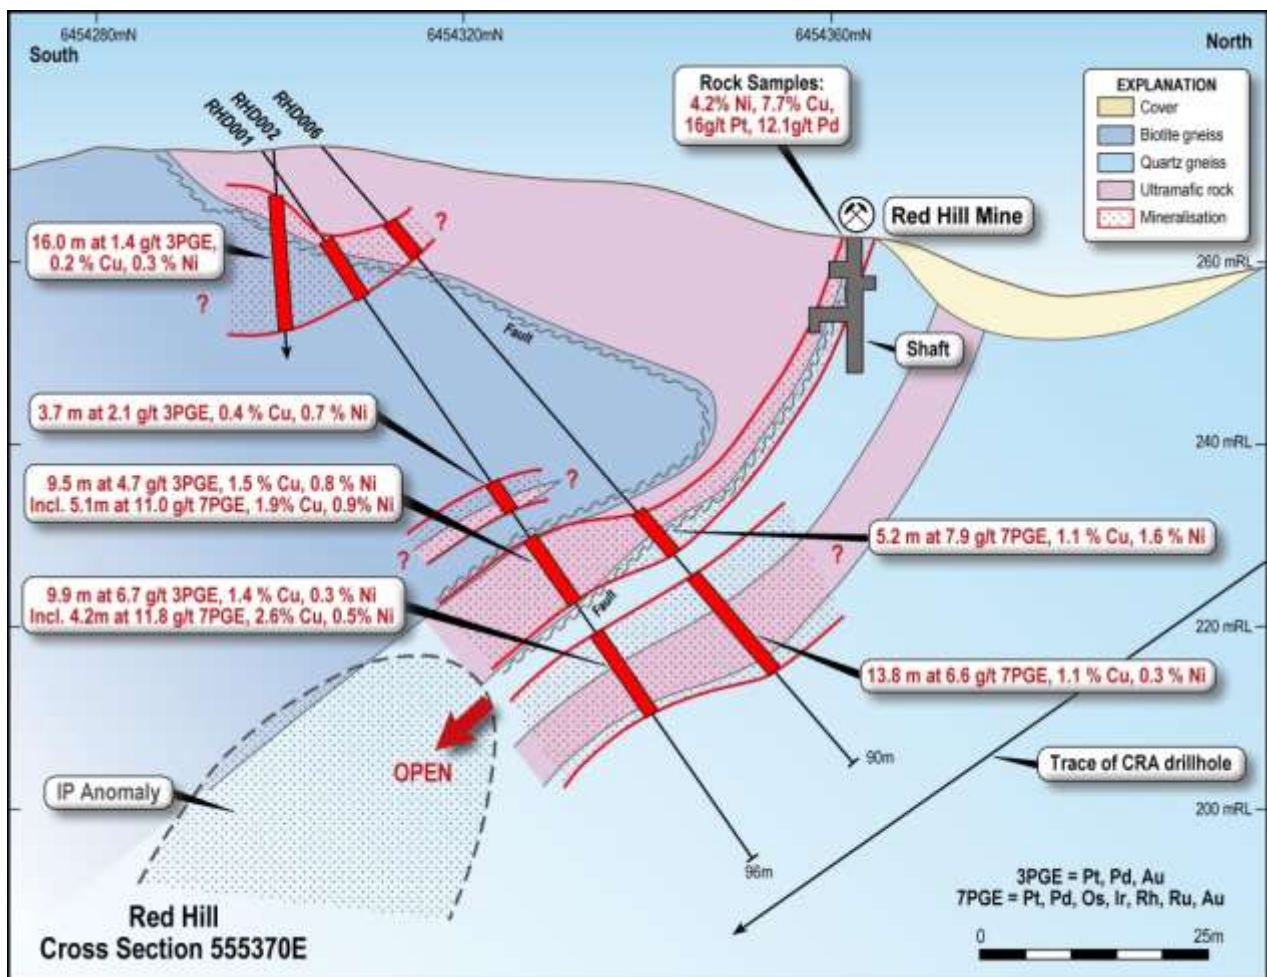 6454280mN
6454320mN
6454360mN
South
North
RHD001
RHD002
RHD006
Rock Samples:
4.2% Ni, 7.7% Cu,
16g/t Pt, 12.1g/t Pd
EXPLANATION
Cover
Biotite gneiss
Quartz gneiss
Ultramafic rock
Mineralisation
Red Hill Mine
?
16.0 m at 1.4 g/t 3PGE,
0.2 % Cu, 0.3 % Ni
260 mRL
?
Fault
Shaft
3.7 m at 2.1 g/t 3PGE, 0.4 % Cu, 0.7 % Ni
240 mRL
9.5 m at 4.7 g/t 3PGE, 1.5 % Cu, 0.8 % Ni
Incl. 5.1m at 11.0 g/t 7PGE, 1.9% Cu, 0.9% Ni
?
5.2 m at 7.9 g/t 7PGE, 1.1 % Cu, 1.6 % Ni
?
?
9.9 m at 6.7 g/t 3PGE, 1.4 % Cu, 0.3 % Ni
Incl. 4.2m at 11.8 g/t 7PGE, 2.6% Cu, 0.5% Ni
Fault
220 mRL
13.8 m at 6.6 g/t 7PGE, 1.1 % Cu, 0.3 % Ni
OPEN
90m
Trace of CRA drillhole
IP Anomaly
200 mRL
96m
3PGE = Pt, Pd, Au
7PGE = Pt, Pd, Os, Ir, Rh, Ru, Au
Red Hill
Cross Section 555370E
0
25m